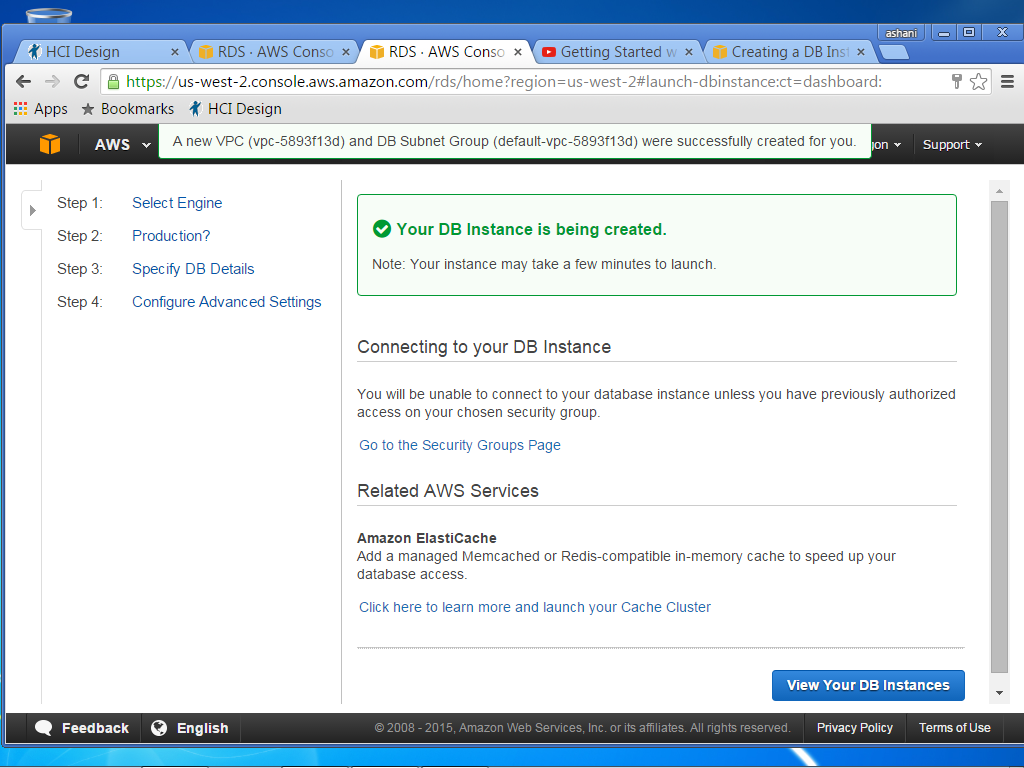 ashani
HCI Design
RDS · AWS Conso
RDS · AWS Conso
Getting Started w
Creating a DB Inst
https://us-west-2.console.aws.amazon.com/rds/home?region=us-west-2#launch-dbinstance:ct=dashboard:
Apps
Bookmarks
HCI Design
AWS
A new VPC (vpc-5893f13d) and DB Subnet Group (default-vpc-5893f13d) were successfully created for you.
gon
Support
Step 1: Select Engine
Step 2: Production?
Step 3: Specify DB Details
Step 4: Configure Advanced Settings
Your DB Instance is being created.
Note: Your instance may take a few minutes to launch.
Connecting to your DB Instance
You will be unable to connect to your database instance unless you have previously authorized
access on your chosen security group.
Go to the Security Groups Page
Related AWS Services
Amazon ElastiCache
Add a managed Memcached or Redis-compatible in-memory cache to speed up your
database access.
Click here to learn more and launch your Cache Cluster
View Your DB Instances
Feedback
English
© 2008 - 2015, Amazon Web Services, Inc. or its affiliates. All rights reserved.
Privacy Policy
Terms of Use